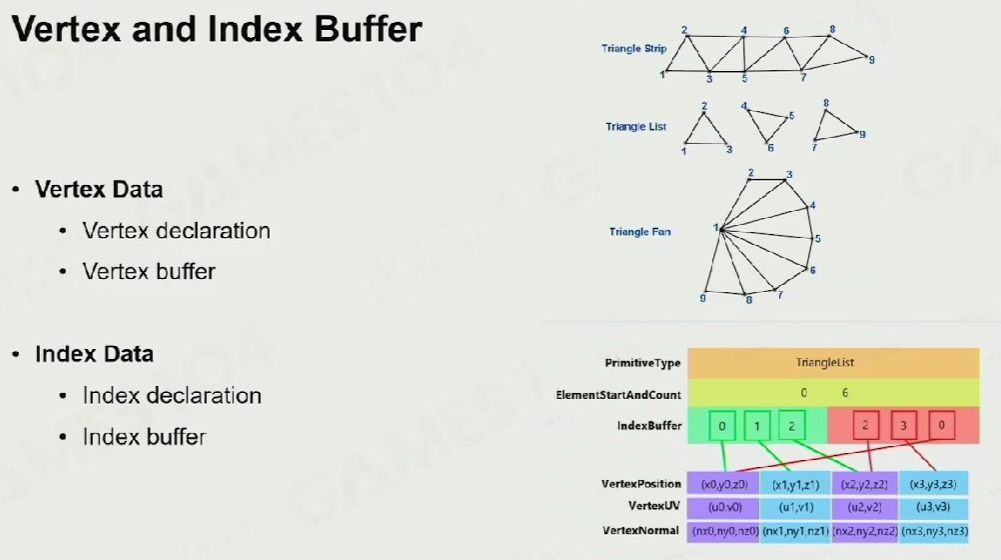 Vertex and Index Buffer
• Vertex Data
• Vertex declaration
• Vertex buffer
• Index Data
• Index declaration
• Index buffer
Triangle Strip
2 4 6 8
1 3 5 7 9
Triangle List
2 4 5 8
1 3 6 7 9
Triangle Fan
2 3
4
1
5
6
9 8 7
PrimitiveType TriangleList
ElementStartAndCount 0 6
IndexBuffer 0 1 2 2 3 0
VertexPosition (x0,y0,z0) (x1,y1,z1) (x2,y2,z2) (x3,y3,z3)
VertexUV (u0,v0) (u1,v1) (u2,v2) (u3,v3)
VertexNormal (nx0,ny0,nz0) (nx1,ny1,nz1) (nx2,ny2,nz2) (nx3,ny3,nz3)